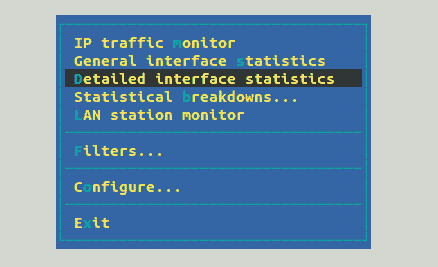 IP traffic monitor
General interface statistics
Detailed interface statistics
Statistical breakdowns...
LAN station monitor
Filters...
Configure...
Exit